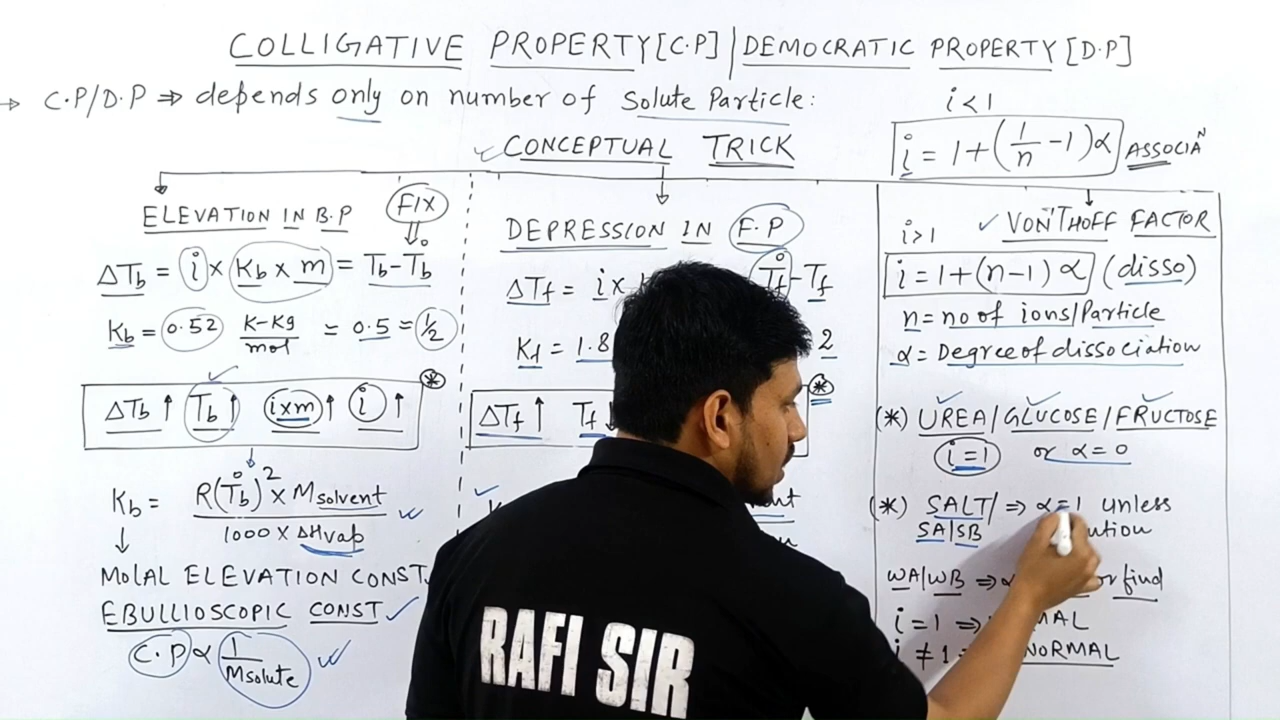 COLLIGATIVE PROPERTY[C.P] | DEMOCRATIC PROPERTY[D.P]
→ C.P/D.P ⇒ depends only on number of Solute Particle:
i < 1
CONCEPTUAL TRICK
i = 1+(1/n -1)α ASSOCIAᴺ
ELEVATION IN B.P
FIX
ΔTb = i × Kb × m = Tb-T°b
Kb = 0.52 K-Kg/mol = 0.5 = 1/2
ΔTb ↑ Tb ↑ i×m ↑ i ↑ (*)
Kb = R(T°b)² × Msolvent / 1000 × ΔHvap
MOLAL ELEVATION CONST.
EBULLIOSCOPIC CONST
C.P ∝ 1/Msolute
DEPRESSION IN F.P
ΔTf = i× T°f-Tf
Kf = 1.8 2
ΔTf ↑ Tf (*)
i > 1
VON'THOFF FACTOR
i = 1+(n-1) α (disso)
n = no of ions/Particle
α = Degree of dissociation
(*) UREA/GLUCOSE/FRUCTOSE
i = 1 or α = 0
(*) SALT/ ⇒ α = 1 unless
SA/SB
WA/WB ⇒ or find
i = 1 ⇒
i ≠ 1
RAFI SIR